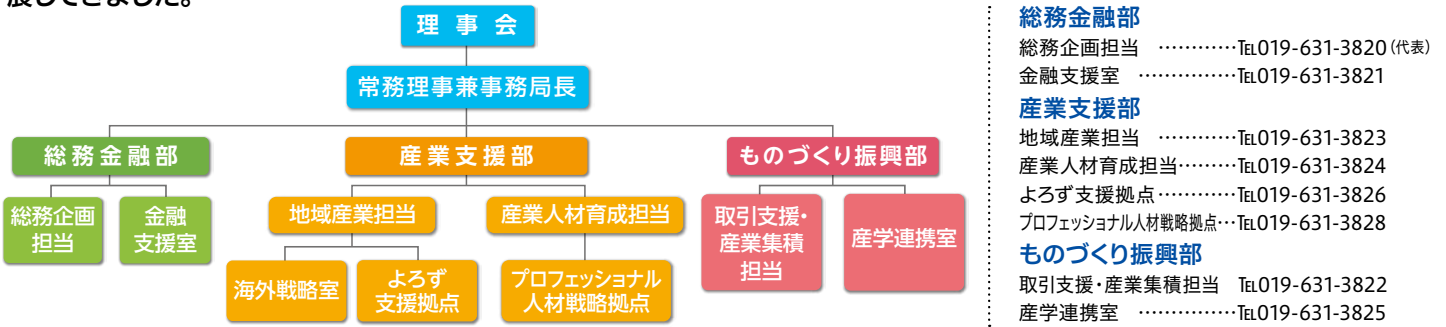 展してきました。
理事会
常務理事兼事務局長
総務金融部
産業支援部
ものづくり振興部
総務企画
担当
金融
支援室
地域産業担当
産業人材育成担当
取引支援・
産業集積
担当
産学連携室
海外戦略室
よろず
支援拠点
プロフェッショナル
人材戦略拠点
総務金融部
総務企画担当 …………℡019-631-3820(代表)
金融支援室 ……………℡019-631-3821
産業支援部
地域産業担当 …………℡019-631-3823
産業人材育成担当………℡019-631-3824
よろず支援拠点…………℡019-631-3826
プロフェッショナル人材戦略拠点…℡019-631-3828
ものづくり振興部
取引支援・産業集積担当 ℡019-631-3822
産学連携室 ……………℡019-631-3825